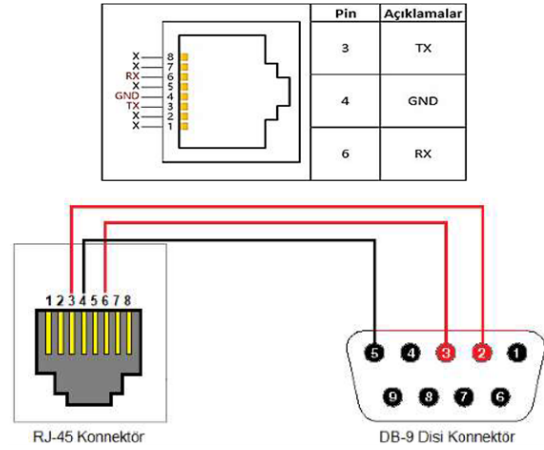 Pin Açıklamalar
3 TX
4 GND
6 RX
X 8
X 7
RX 6
X 5
GND 4
TX 3
X 2
X 1
1 2 3 4 5 6 7 8
5 4 3 2 1
9 8 7 6
RJ-45 Konnektör
DB-9 Disi Konnektör